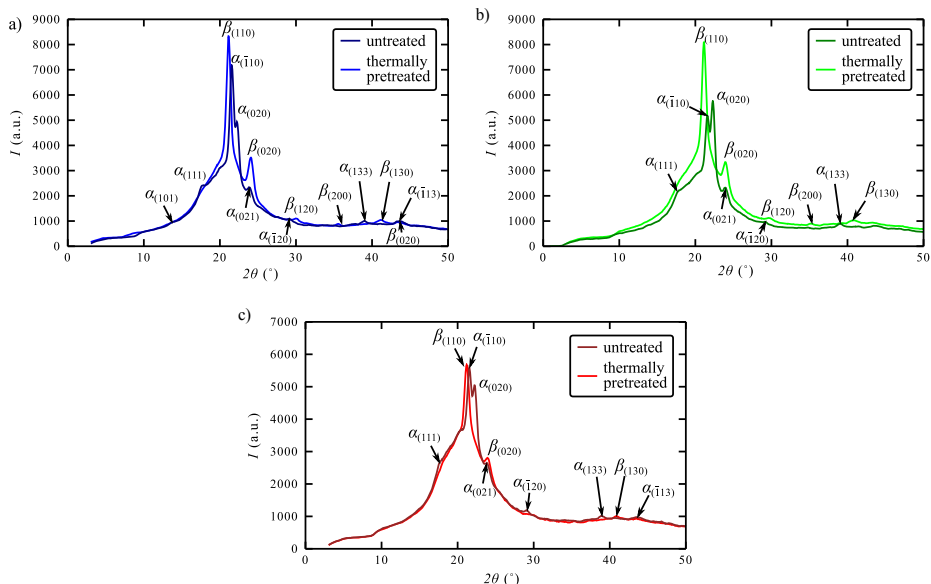 a)
9000
8000
7000
6000
5000
4000
3000
2000
1000
0
I (a.u.)
β(110)
α(1̄10)
α(020)
β(020)
α(111)
α(101)
α(021)
β(120)
α(1̄20)
β(200)
α(133)
β(130)
α(1̄13)
β(020)
untreated
thermally
pretreated
0 10 20 30 40 50
2θ (°)
b)
9000
8000
7000
6000
5000
4000
3000
2000
1000
0
I (a.u.)
β(110)
α(1̄10)
α(020)
β(020)
α(111)
α(021)
β(120)
α(1̄20)
β(200)
α(133)
β(130)
untreated
thermally
pretreated
0 10 20 30 40 50
2θ (°)
c)
7000
6000
5000
4000
3000
2000
1000
0
I (a.u.)
β(110) α(1̄10)
α(020)
α(111)
β(020)
α(021)
α(1̄20)
α(133)
β(130)
α(1̄13)
untreated
thermally
pretreated
0 10 20 30 40 50
2θ (°)